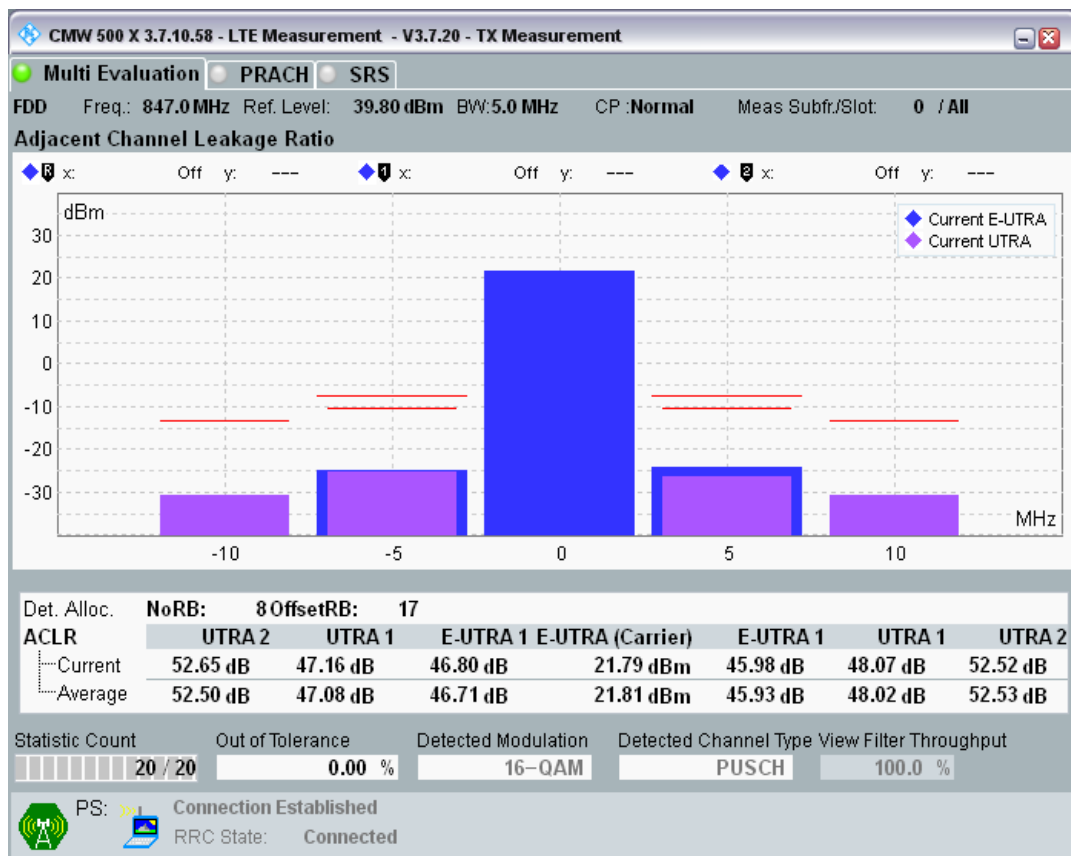 CMW 500 X 3.7.10.58 - LTE Measurement - V3.7.20 - TX Measurement
Multi Evaluation PRACH SRS
FDD Freq.: 847.0 MHz Ref. Level: 39.80 dBm BW:5.0 MHz CP :Normal Meas Subfr./Slot: 0 / All
Adjacent Channel Leakage Ratio
R x: Off y: --- 1 x: Off y: --- 2 x: Off y: ---
dBm
Current E-UTRA
Current UTRA
30
20
10
0
-10
-20
-30
MHz
-10 -5 0 5 10
Det. Alloc. NoRB: 8 OffsetRB: 17
ACLR UTRA 2 UTRA 1 E-UTRA 1 E-UTRA (Carrier) E-UTRA 1 UTRA 1 UTRA 2
Current 52.65 dB 47.16 dB 46.80 dB 21.79 dBm 45.98 dB 48.07 dB 52.52 dB
Average 52.50 dB 47.08 dB 46.71 dB 21.81 dBm 45.93 dB 48.02 dB 52.53 dB
Statistic Count Out of Tolerance Detected Modulation Detected Channel Type View Filter Throughput
20 / 20 0.00 % 16-QAM PUSCH 100.0 %
PS: Connection Established
RRC State: Connected